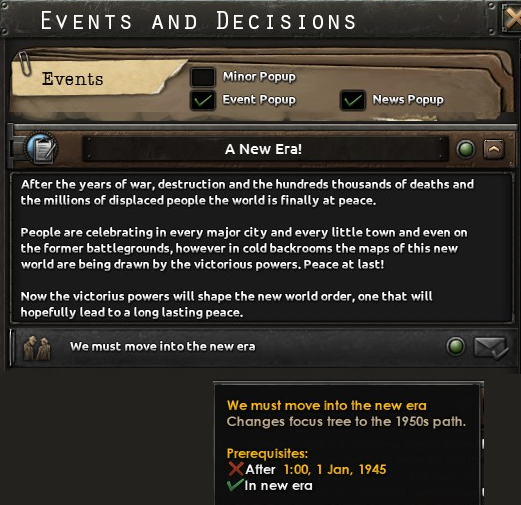 Events and Decisions
Events
Minor Popup
Event Popup
News Popup
A New Era!
After the years of war, destruction and the hundreds thousands of deaths and
the millions of displaced people the world is finally at peace.
People are celebrating in every major city and every little town and even on
the former battlegrounds, however in cold backrooms the maps of this new
world are being drawn by the victorious powers. Peace at last!
Now the victorius powers will shape the new world order, one that will
hopefully lead to a long lasting peace.
We must move into the new era
We must move into the new era
Changes focus tree to the 1950s path.
Prerequisites:
After 1:00, 1 Jan, 1945
In new era